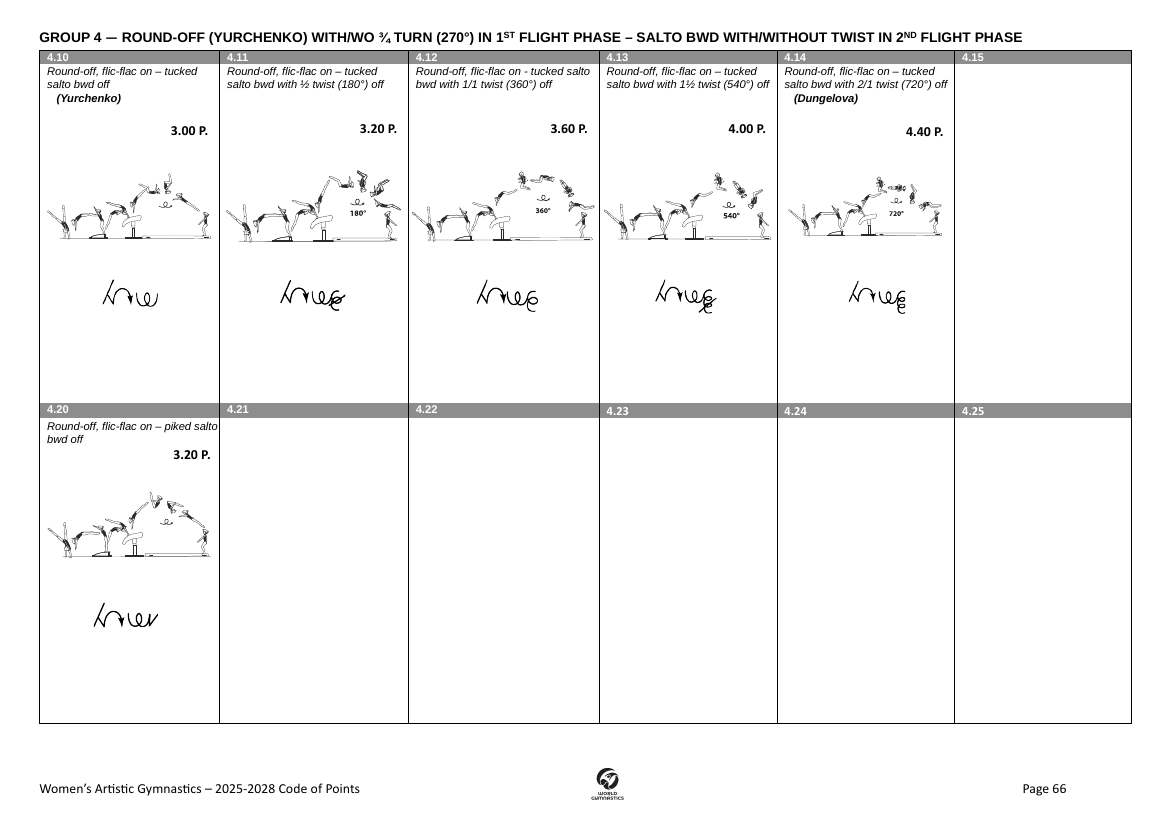 GROUP 4 — ROUND-OFF (YURCHENKO) WITH/WO ¾ TURN (270°) IN 1ST FLIGHT PHASE – SALTO BWD WITH/WITHOUT TWIST IN 2ND FLIGHT PHASE
4.10
Round-off, flic-flac on – tucked
salto bwd off
(Yurchenko)
3.00 P.
4.11
Round-off, flic-flac on – tucked
salto bwd with ½ twist (180°) off
3.20 P.
180°
4.12
Round-off, flic-flac on - tucked salto
bwd with 1/1 twist (360°) off
3.60 P.
360°
4.13
Round-off, flic-flac on – tucked
salto bwd with 1½ twist (540°) off
4.00 P.
540°
4.14
Round-off, flic-flac on – tucked
salto bwd with 2/1 twist (720°) off
(Dungelova)
4.40 P.
720°
4.15
4.20
Round-off, flic-flac on – piked salto
bwd off
3.20 P.
4.21
4.22
4.23
4.24
4.25
Women's Artistic Gymnastics – 2025-2028 Code of Points
WORLD
GYMNASTICS
Page 66